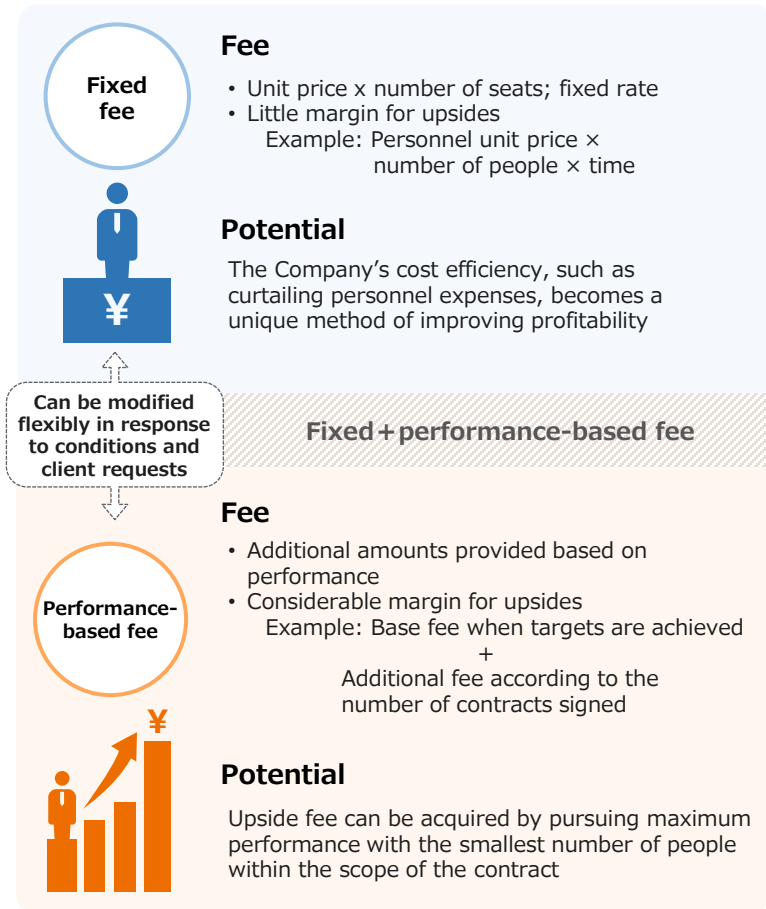 Fixed
fee
Fee
• Unit price x number of seats; fixed rate
• Little margin for upsides
Example: Personnel unit price ×
number of people × time
¥
Potential
The Company's cost efficiency, such as
curtailing personnel expenses, becomes a
unique method of improving profitability
Can be modified
flexibly in response
to conditions and
client requests
Fixed+performance-based fee
Performance-
based fee
Fee
• Additional amounts provided based on
performance
• Considerable margin for upsides
Example: Base fee when targets are achieved
+
Additional fee according to the
number of contracts signed
¥
Potential
Upside fee can be acquired by pursuing maximum
performance with the smallest number of people
within the scope of the contract